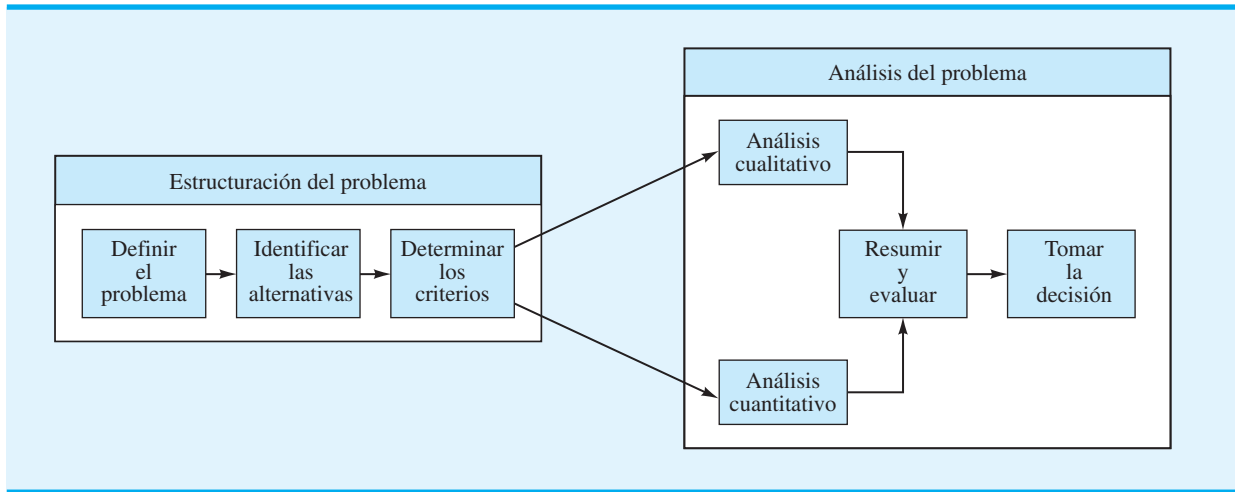 Estructuración del problema
Definir
el
problema
Identificar
las
alternativas
Determinar
los
criterios
Análisis del problema
Análisis
cualitativo
Análisis
cuantitativo
Resumir
y
evaluar
Tomar
la
decisión